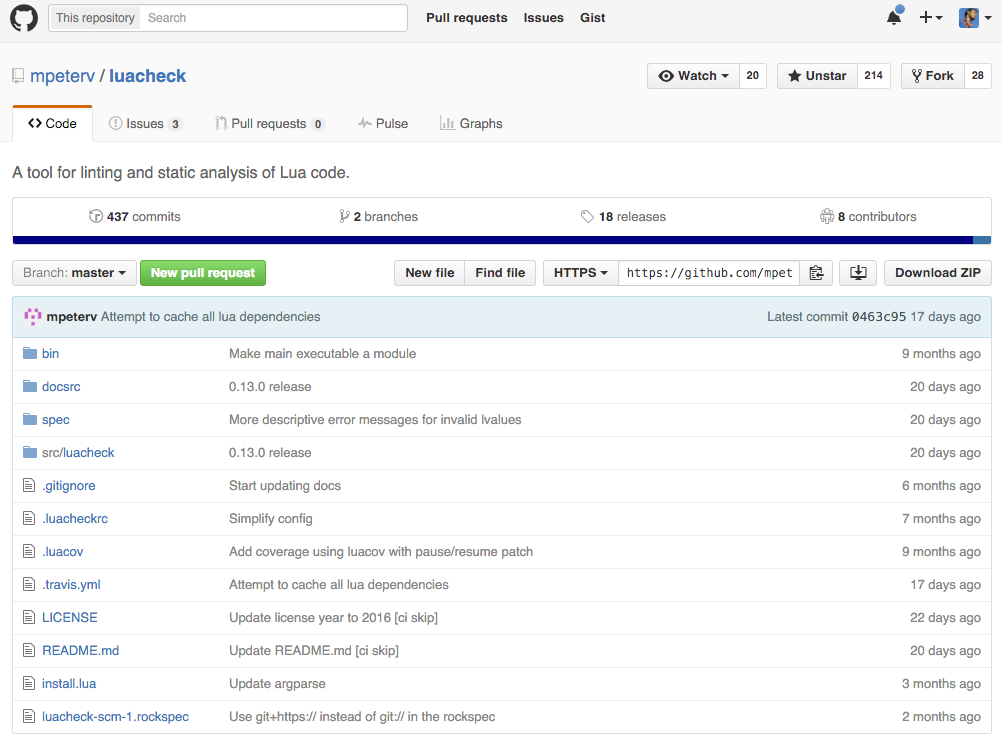 This repository Search Pull requests Issues Gist
mpeterv / luacheck Watch 20 Unstar 214 Fork 28
Code Issues 3 Pull requests 0 Pulse Graphs
A tool for linting and static analysis of Lua code.
437 commits 2 branches 18 releases 8 contributors
Branch: master New pull request New file Find file HTTPS https://github.com/mpet Download ZIP
mpeterv Attempt to cache all lua dependencies Latest commit 0463c95 17 days ago
bin Make main executable a module 9 months ago
docsrc 0.13.0 release 20 days ago
spec More descriptive error messages for invalid lvalues 20 days ago
src/luacheck 0.13.0 release 20 days ago
.gitignore Start updating docs 6 months ago
.luacheckrc Simplify config 7 months ago
.luacov Add coverage using luacov with pause/resume patch 9 months ago
.travis.yml Attempt to cache all lua dependencies 17 days ago
LICENSE Update license year to 2016 [ci skip] 22 days ago
README.md Update README.md [ci skip] 20 days ago
install.lua Update argparse 3 months ago
luacheck-scm-1.rockspec Use git+https:// instead of git:// in the rockspec 2 months ago